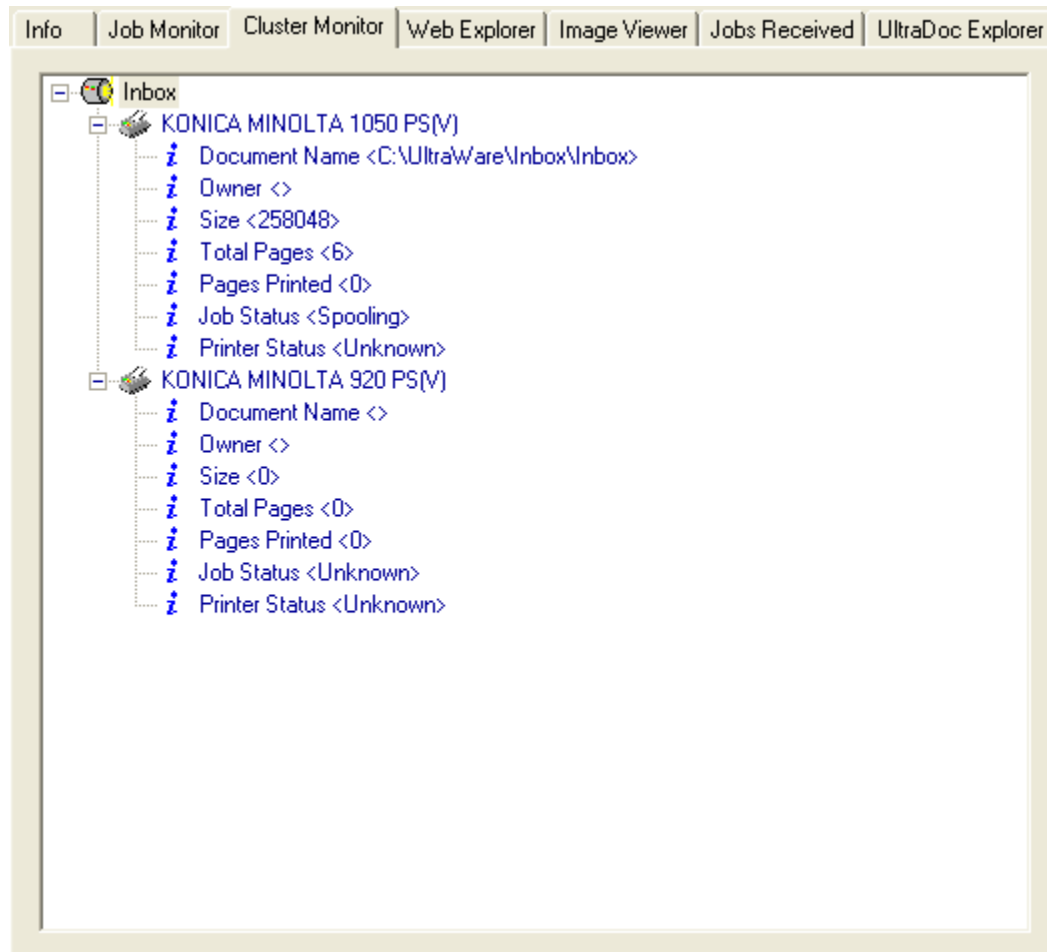 Info Job Monitor Cluster Monitor Web Explorer Image Viewer Jobs Received UltraDoc Explorer
Inbox
KONICA MINOLTA 1050 PS(V)
Document Name <C:\UltraWare\Inbox\Inbox>
Owner <>
Size <258048>
Total Pages <6>
Pages Printed <0>
Job Status <Spooling>
Printer Status <Unknown>
KONICA MINOLTA 920 PS(V)
Document Name <>
Owner <>
Size <0>
Total Pages <0>
Pages Printed <0>
Job Status <Unknown>
Printer Status <Unknown>